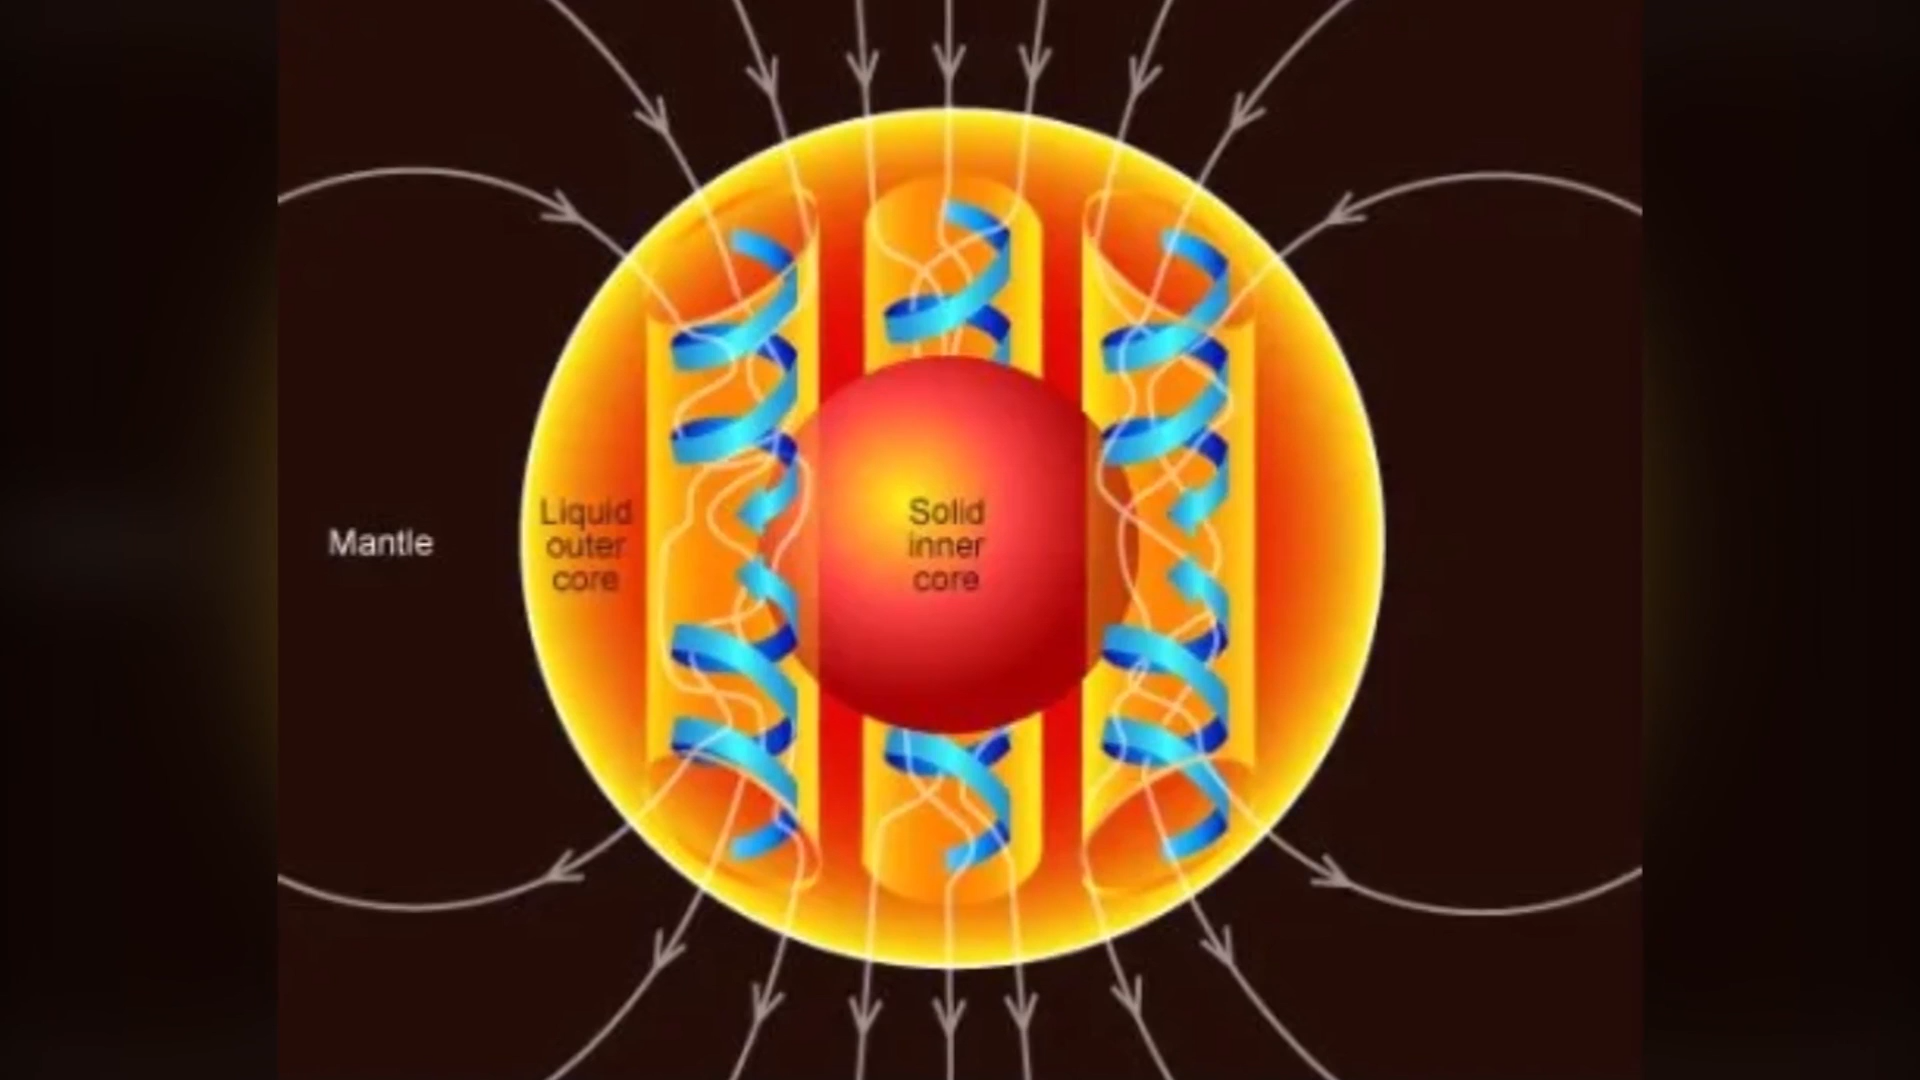 Mantle
Liquid
outer
core
Solid
inner
core